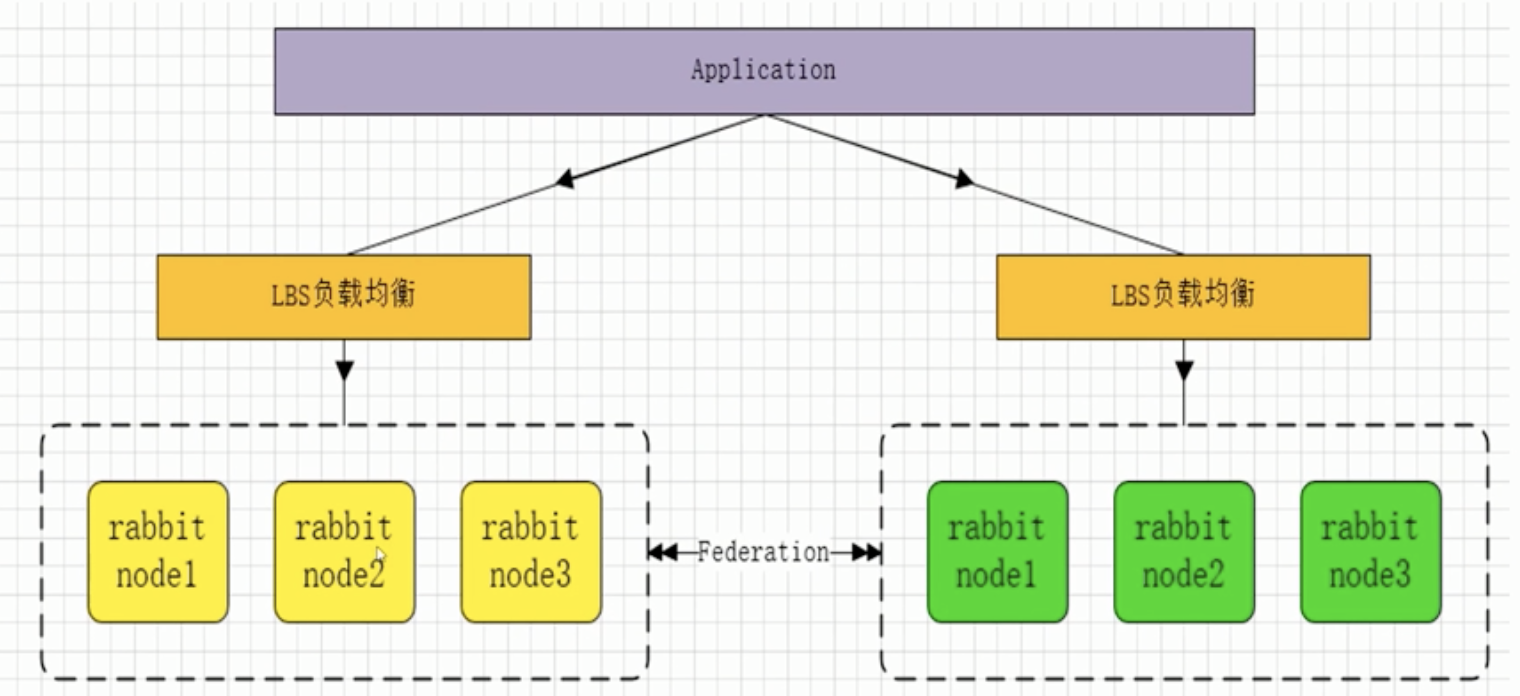 Application
LBS负载均衡
LBS负载均衡
rabbit
node1
rabbit
node2
rabbit
node3
Federation
rabbit
node1
rabbit
node2
rabbit
node3